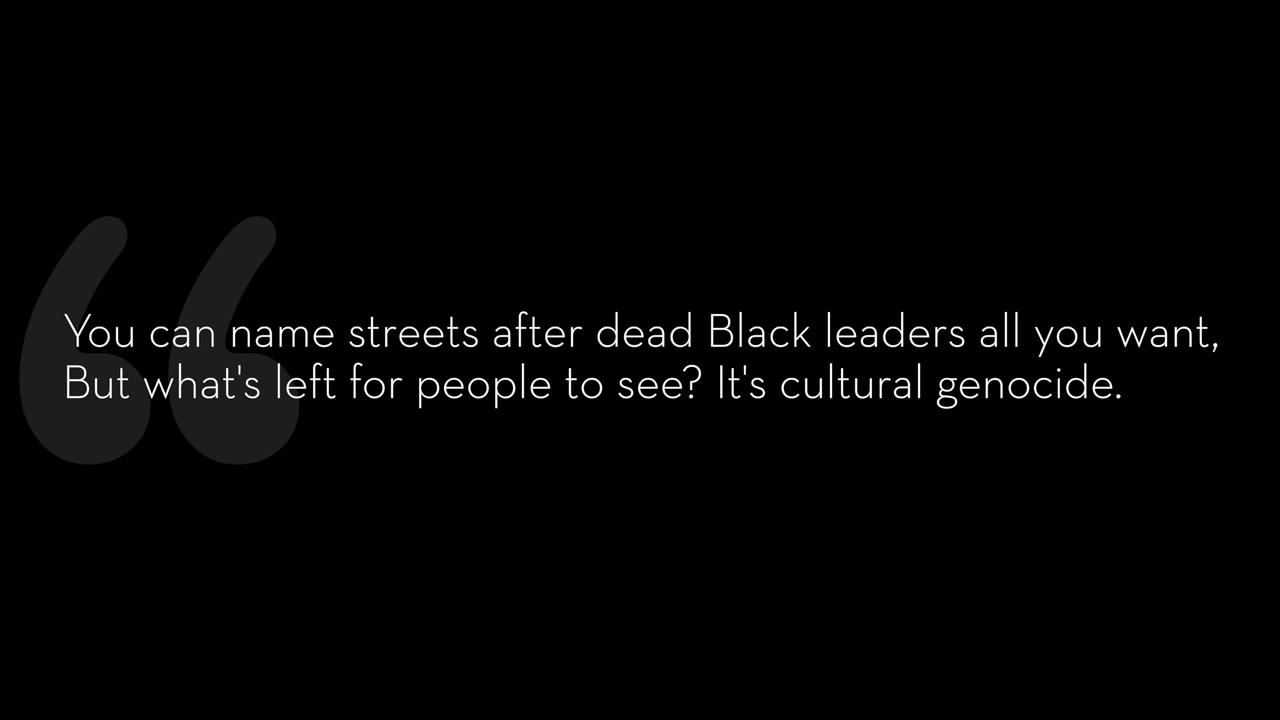 You can name streets after dead Black leaders all you want,
But what's left for people to see? It's cultural genocide.